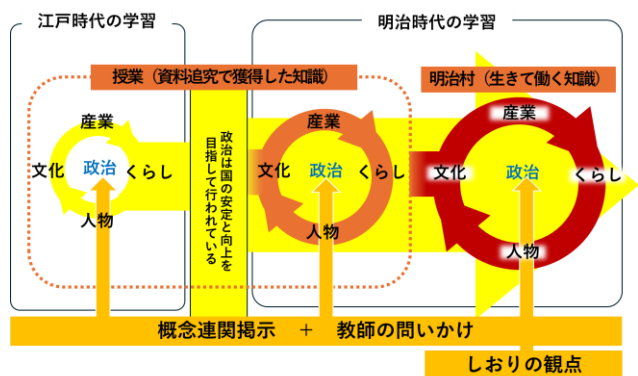 江戸時代の学習
明治時代の学習
授業（資料追究で獲得した知識）
明治村（生きて働く知識）
産業
文化
政治
くらし
人物
政治は国の安定と向上を
目指して行われている
産業
文化
政治
くらし
人物
産業
文化
政治
くらし
人物
概念連関掲示　＋　教師の問いかけ
しおりの観点